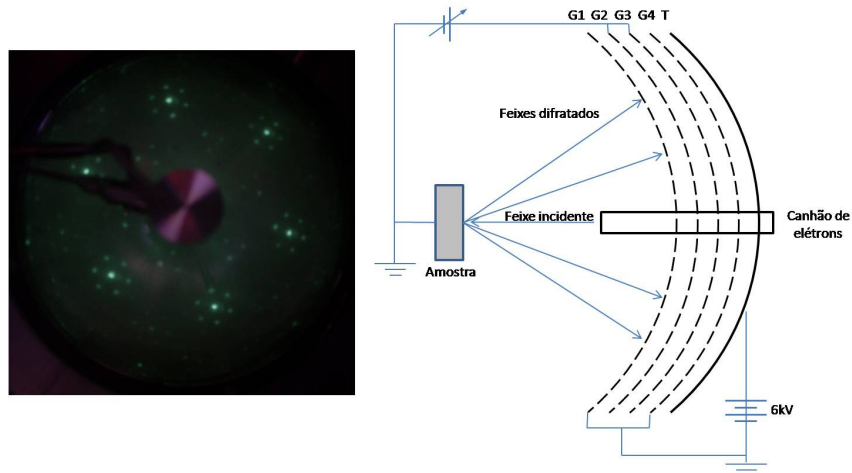 G1 G2 G3 G4 T
Feixes difratados
Feixe incidente
Canhão de
elétrons
Amostra
6kV